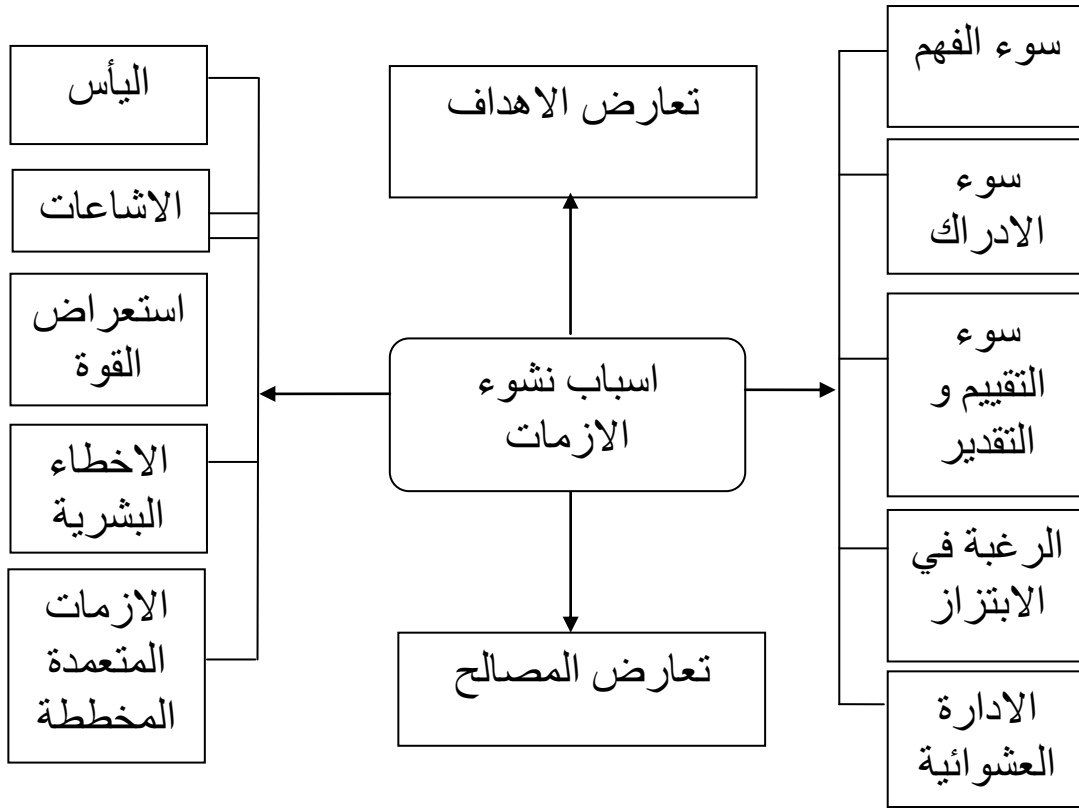 سوء الفهم
سوء
الادراك
سوء
التقييم و
التقدير
الرغبة في
الابتزاز
الادارة
العشوائية
تعارض الاهداف
اسباب نشوء
الازمات
تعارض المصالح
اليأس
الاشاعات
استعراض
القوة
الاخطاء
البشرية
الازمات
المتعمدة
المخططة